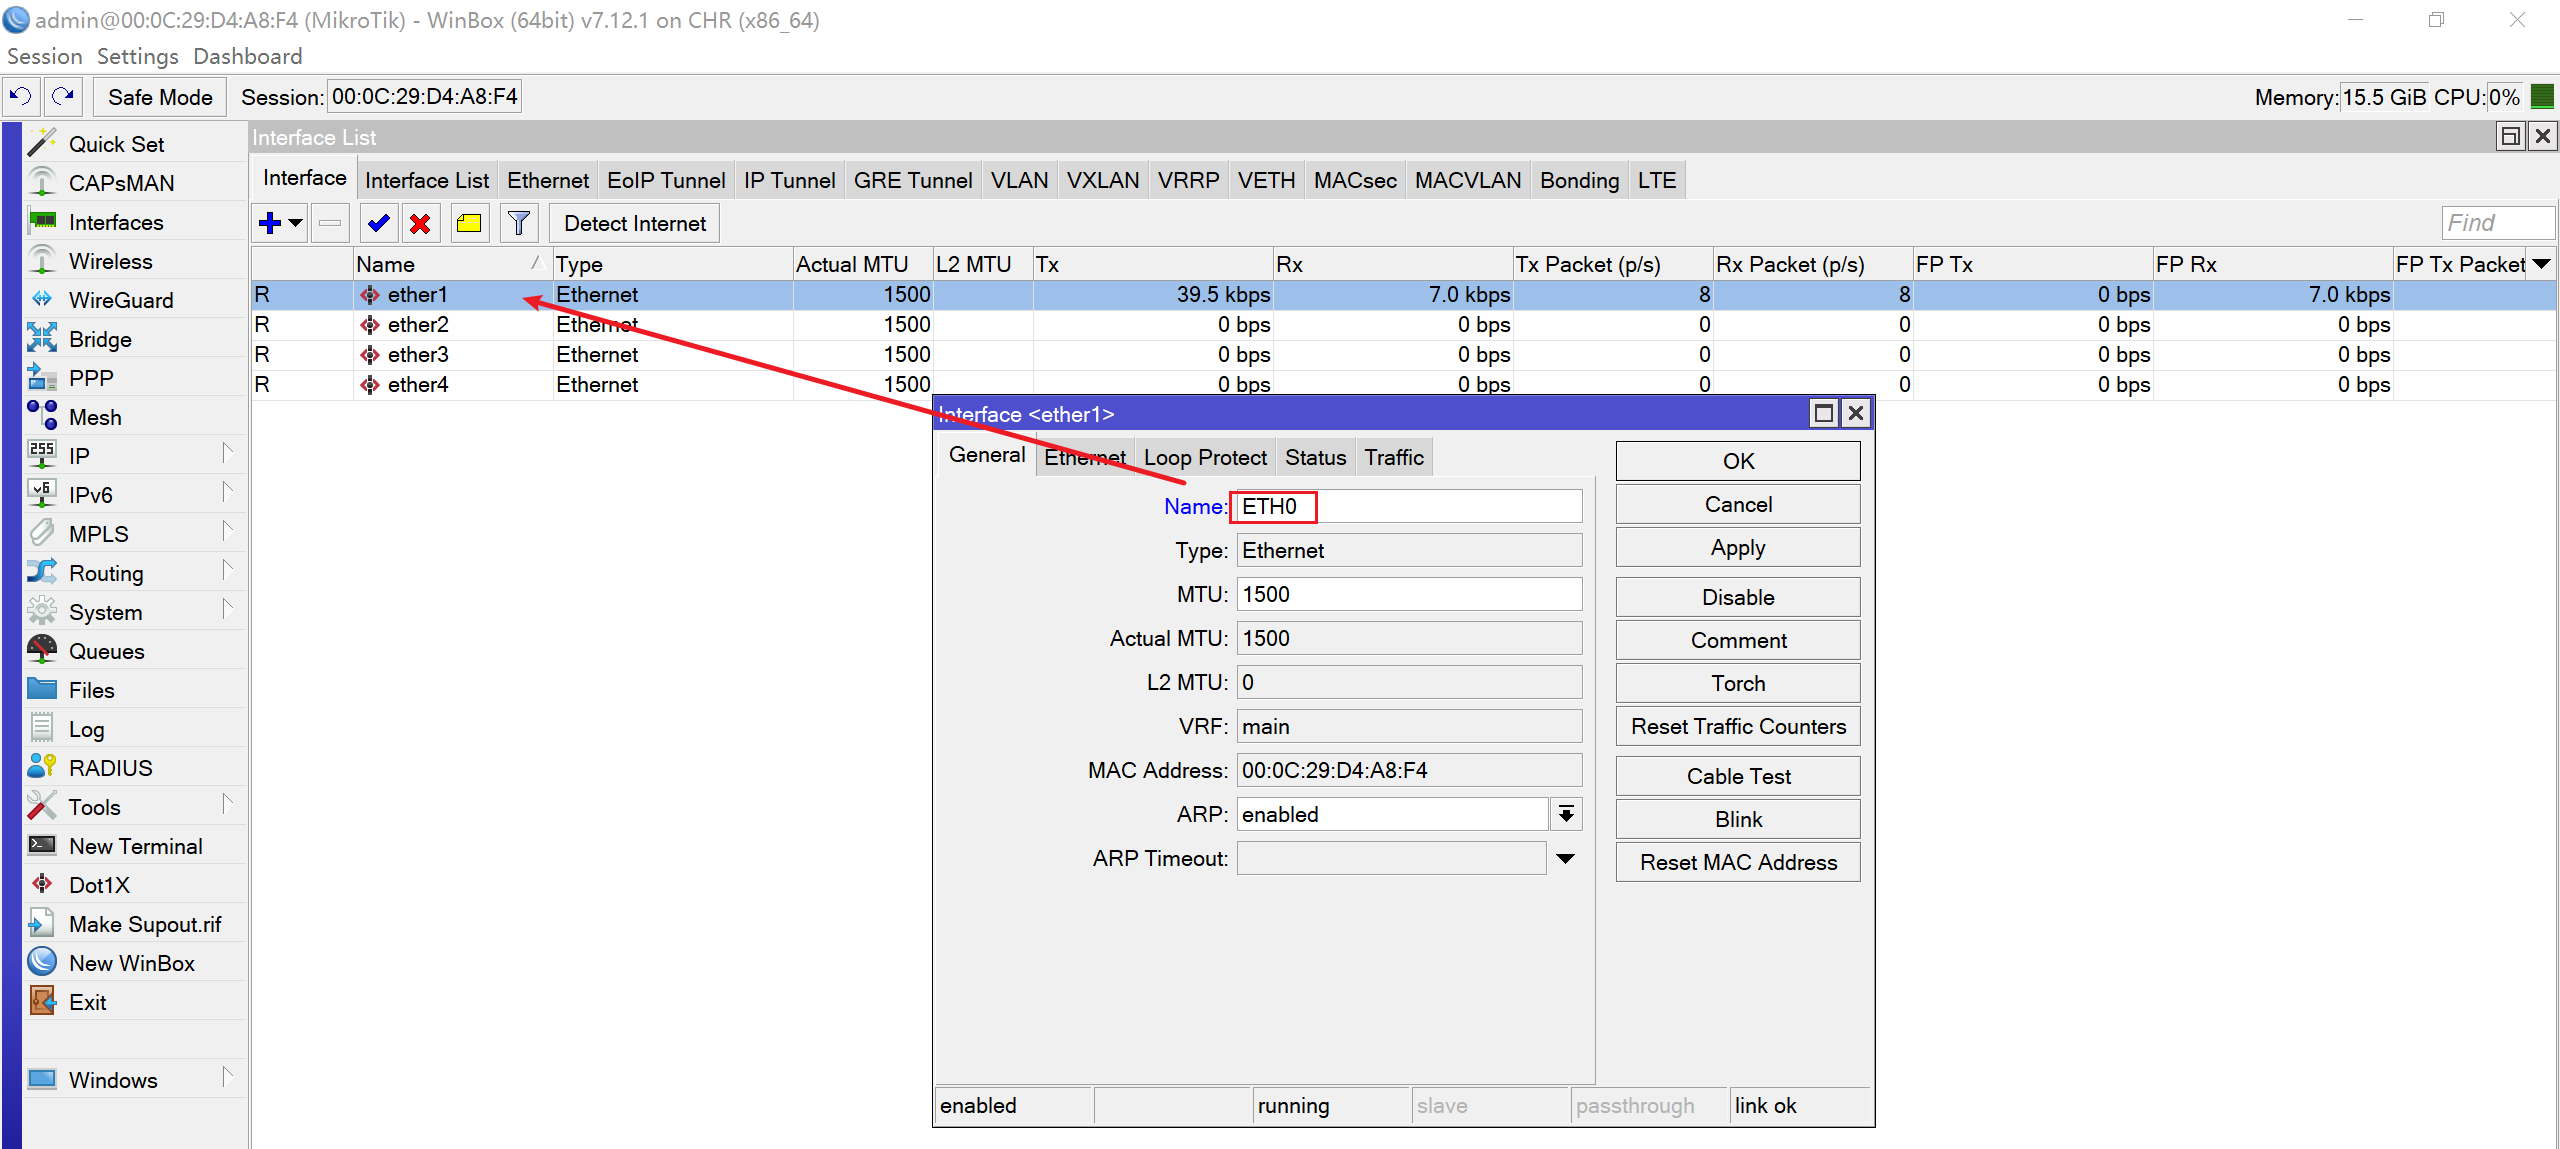 admin@00:0C:29:D4:A8:F4 (MikroTik) - WinBox (64bit) v7.12.1 on CHR (x86_64)
Session Settings Dashboard
Safe Mode Session: 00:0C:29:D4:A8:F4 Memory: 15.5 GiB CPU: 0%
Quick Set
CAPsMAN
Interfaces
Wireless
WireGuard
Bridge
PPP
Mesh
255 IP
v6 IPv6
MPLS
Routing
System
Queues
Files
Log
RADIUS
Tools
New Terminal
Dot1X
Make Supout.rif
New WinBox
Exit
Windows
Interface List
Interface Interface List Ethernet EoIP Tunnel IP Tunnel GRE Tunnel VLAN VXLAN VRRP VETH MACsec MACVLAN Bonding LTE
Detect Internet Find
Name Type Actual MTU L2 MTU Tx Rx Tx Packet (p/s) Rx Packet (p/s) FP Tx FP Rx FP Tx Packet
R ether1 Ethernet 1500 39.5 kbps 7.0 kbps 8 8 0 bps 7.0 kbps
R ether2 Ethernet 1500 0 bps 0 bps 0 0 0 bps 0 bps
R ether3 Ethernet 1500 0 bps 0 bps 0 0 0 bps 0 bps
R ether4 Ethernet 1500 0 bps 0 bps 0 0 0 bps 0 bps
Interface <ether1>
General Ethernet Loop Protect Status Traffic
Name: ETH0
Type: Ethernet
MTU: 1500
Actual MTU: 1500
L2 MTU: 0
VRF: main
MAC Address: 00:0C:29:D4:A8:F4
ARP: enabled
ARP Timeout:
OK
Cancel
Apply
Disable
Comment
Torch
Reset Traffic Counters
Cable Test
Blink
Reset MAC Address
enabled running slave passthrough link ok